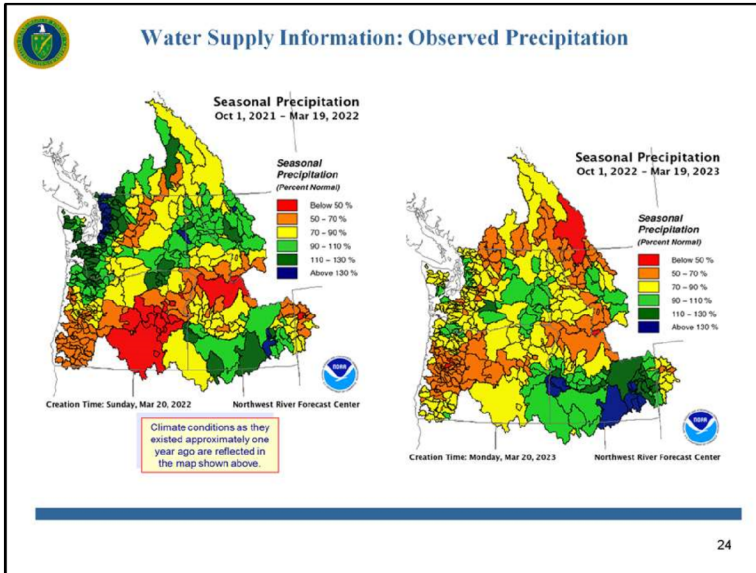 Water Supply Information: Observed Precipitation
Seasonal Precipitation
Oct 1, 2021 – Mar 19, 2022
Seasonal
Precipitation
(Percent Normal)
Below 50 %
50 – 70 %
70 – 90 %
90 – 110 %
110 – 130 %
Above 130 %
NOAA
Creation Time: Sunday, Mar 20, 2022
Northwest River Forecast Center
Climate conditions as they
existed approximately one
year ago are reflected in
the map shown above.
Seasonal Precipitation
Oct 1, 2022 – Mar 19, 2023
Seasonal
Precipitation
(Percent Normal)
Below 50 %
50 – 70 %
70 – 90 %
90 – 110 %
110 – 130 %
Above 130 %
NOAA
Creation Time: Monday, Mar 20, 2023
Northwest River Forecast Center
24